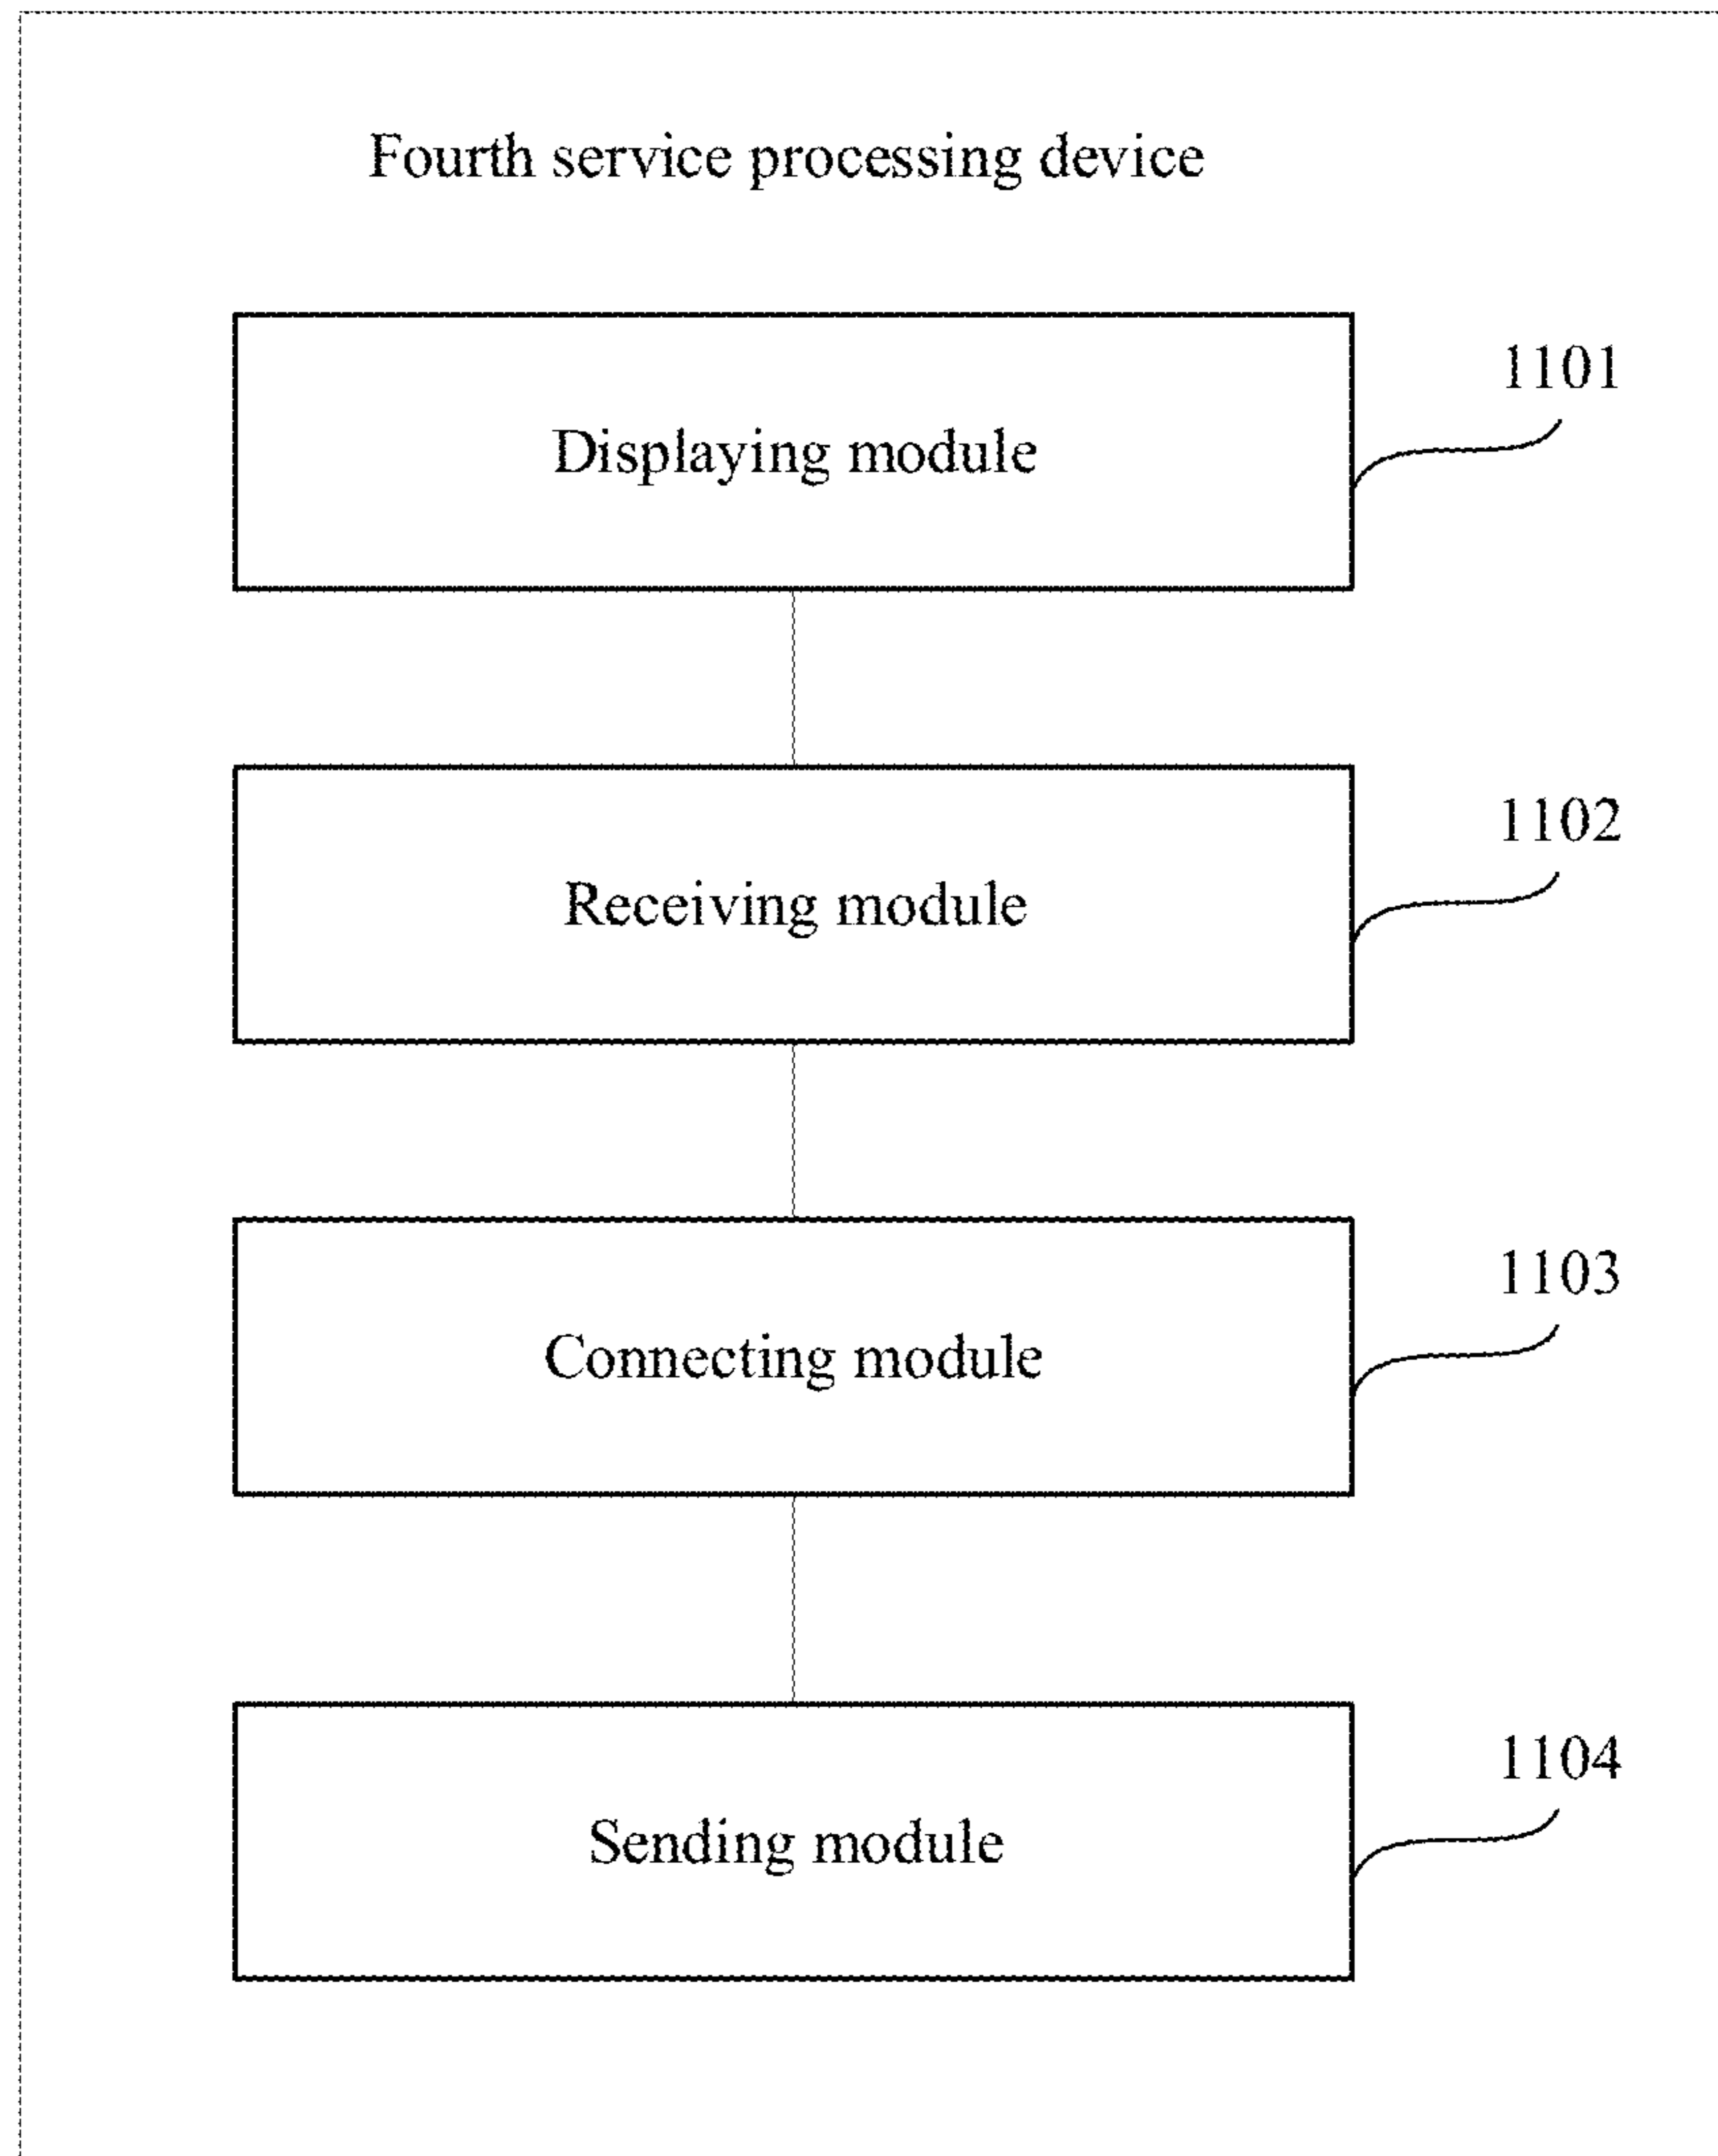 Fourth service processing device
1101
Displaying module
1102
Receiving module
1103
Connecting module
1104
Sending module